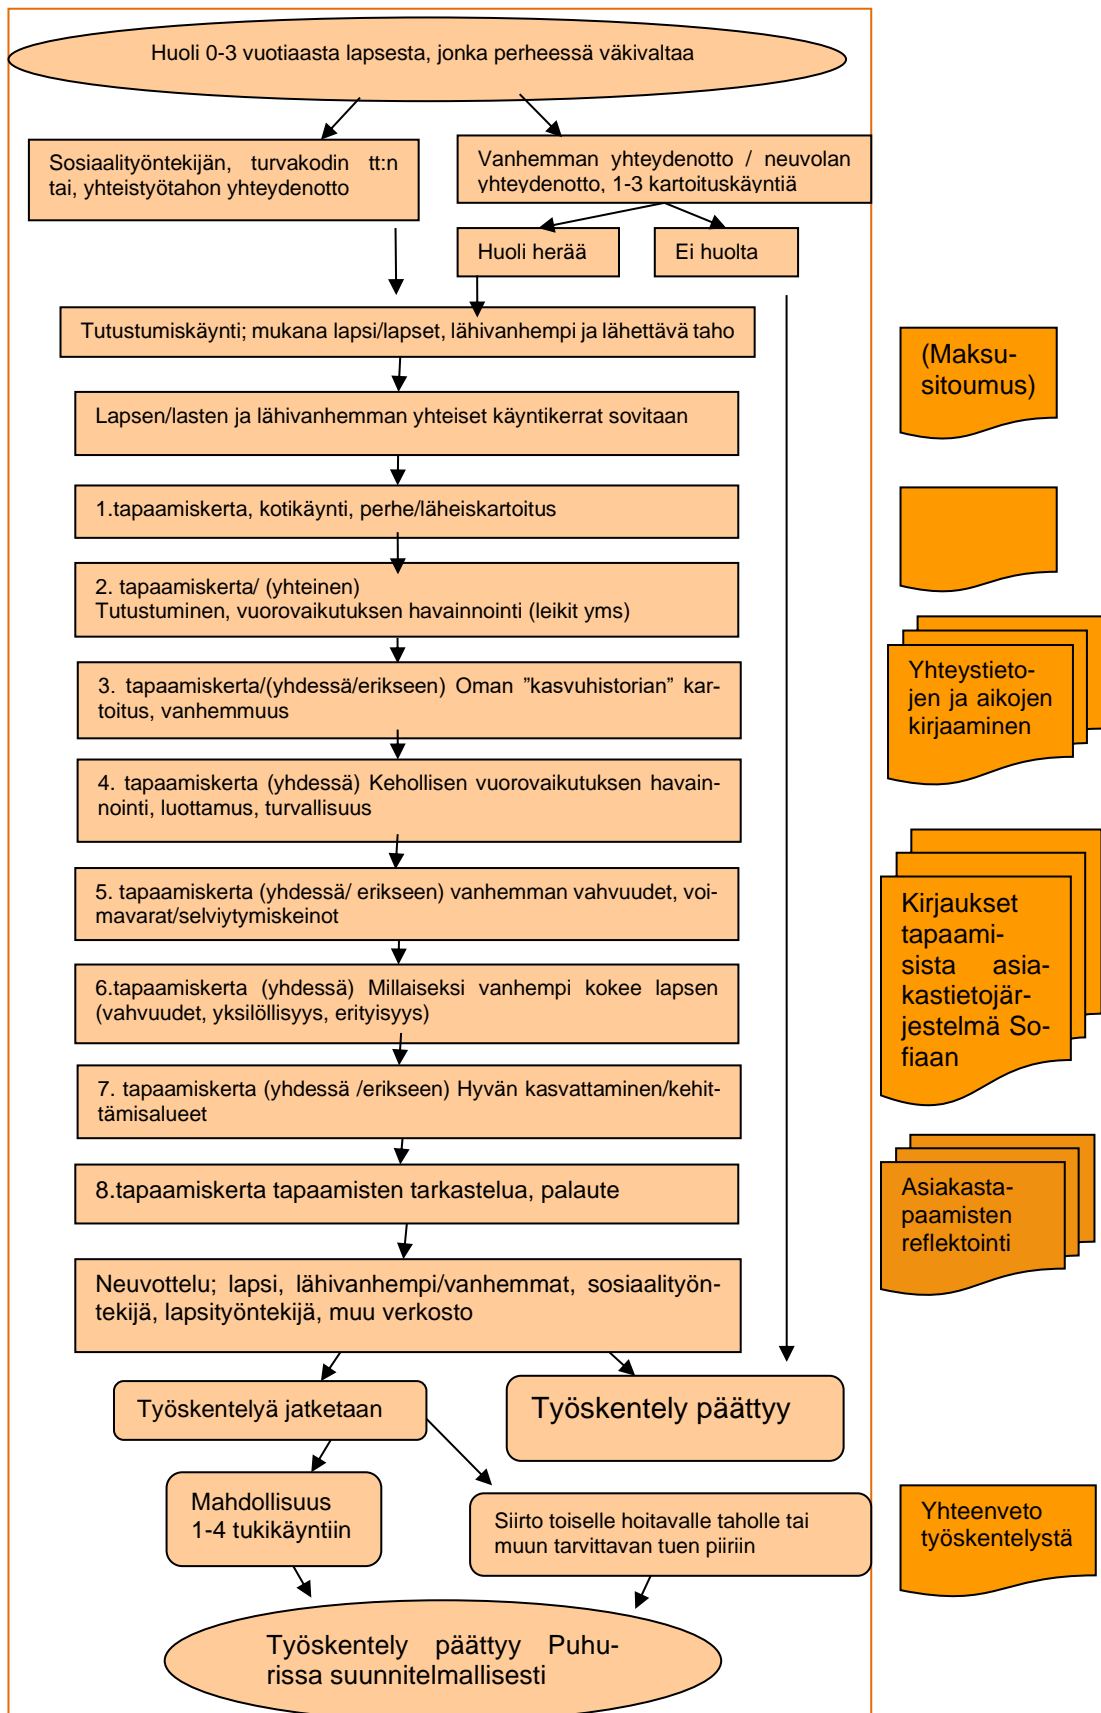 Huoli 0-3 vuotiaasta lapsesta, jonka perheessä väkivaltaa
Sosiaalityöntekijän, turvakodin tt:n
tai, yhteistyötahon yhteydenotto
Vanhemman yhteydenotto / neuvolan
yhteydenotto, 1-3 kartoituskäyntiä
Huoli herää
Ei huolta
Tutustumiskäynti; mukana lapsi/lapset, lähivanhempi ja lähettävä taho
(Maksu-
sitoumus)
Lapsen/lasten ja lähivanhemman yhteiset käyntikerrat sovitaan
1.tapaamiskerta, kotikäynti, perhe/läheiskartoitus
2. tapaamiskerta/ (yhteinen)
Tutustuminen, vuorovaikutuksen havainnointi (leikit yms)
3. tapaamiskerta/(yhdessä/erikseen) Oman ”kasvuhistorian” kar-
toitus, vanhemmuus
Yhteystieto-
jen ja aikojen
kirjaaminen
4. tapaamiskerta (yhdessä) Kehollisen vuorovaikutuksen havain-
nointi, luottamus, turvallisuus
5. tapaamiskerta (yhdessä/ erikseen) vanhemman vahvuudet, voi-
mavarat/selviytymiskeinot
Kirjaukset
tapaami-
sista asia-
kastietojär-
jestelmä So-
fiaan
6.tapaamiskerta (yhdessä) Millaiseksi vanhempi kokee lapsen
(vahvuudet, yksilöllisyys, erityisyys)
7. tapaamiskerta (yhdessä /erikseen) Hyvän kasvattaminen/kehit-
tämisalueet
8.tapaamiskerta tapaamisten tarkastelua, palaute
Asiakasta-
paamisten
reflektointi
Neuvottelu; lapsi, lähivanhempi/vanhemmat, sosiaalityön-
tekijä, lapsityöntekijä, muu verkosto
Työskentelyä jatketaan
Työskentely päättyy
Mahdollisuus
1-4 tukikäyntiin
Siirto toiselle hoitavalle taholle tai
muun tarvittavan tuen piiriin
Yhteenveto
työskentelystä
Työskentely päättyy Puhu-
rissa suunnitelmallisesti